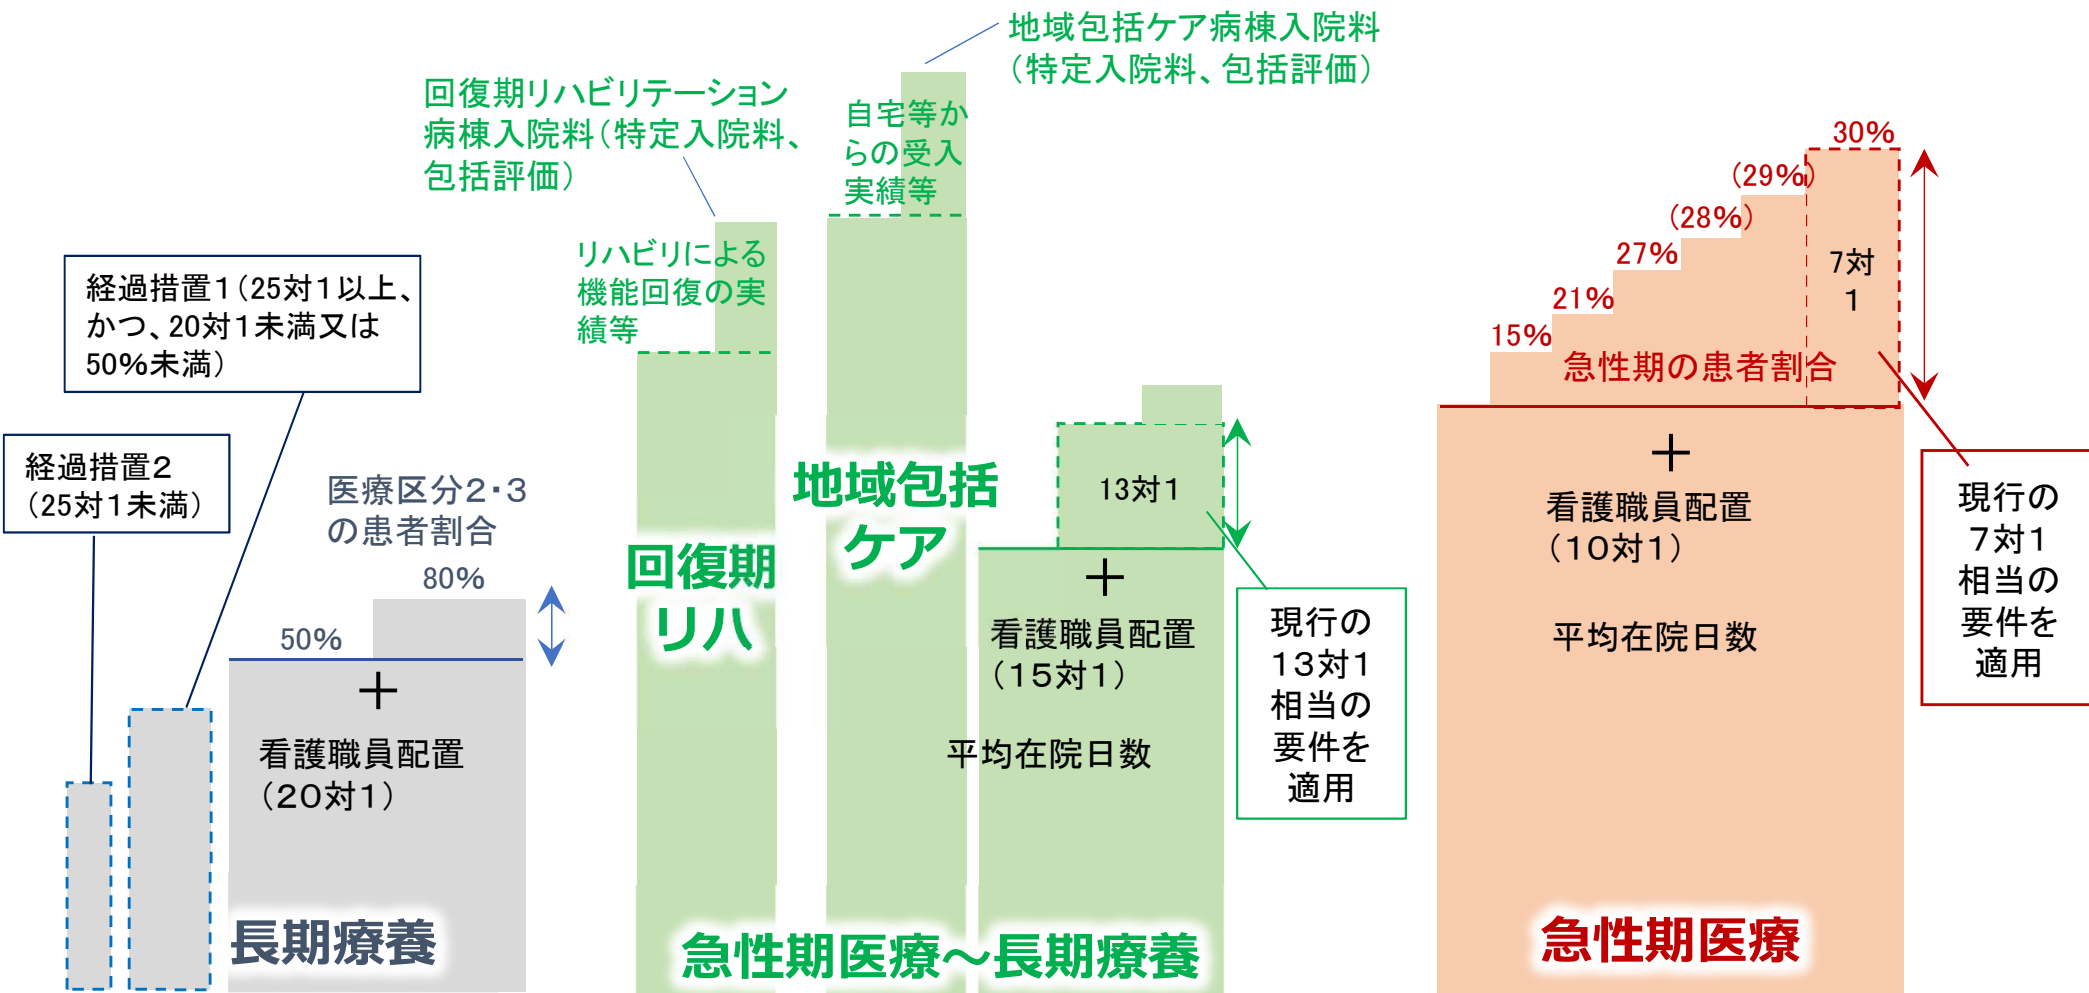 地域包括ケア病棟入院料
（特定入院料、包括評価）
回復期リハビリテーション
病棟入院料（特定入院料、
包括評価）
自宅等か
らの受入
実績等
リハビリによる
機能回復の実
績等
経過措置１（25対１以上、
かつ、20対１未満又は
50％未満）
経過措置２
（25対１未満）
医療区分２・３
の患者割合
80%
50%
＋
看護職員配置
（２０対１）
長期療養
回復期
リハ
地域包括
ケア
13対１
＋
看護職員配置
（１５対１）
平均在院日数
現行の
１３対１
相当の
要件を
適用
急性期医療～長期療養
30%
(29%)
(28%)
27%
21%
15%
7対
1
急性期の患者割合
＋
看護職員配置
（１０対１）
平均在院日数
現行の
７対１
相当の
要件を
適用
急性期医療